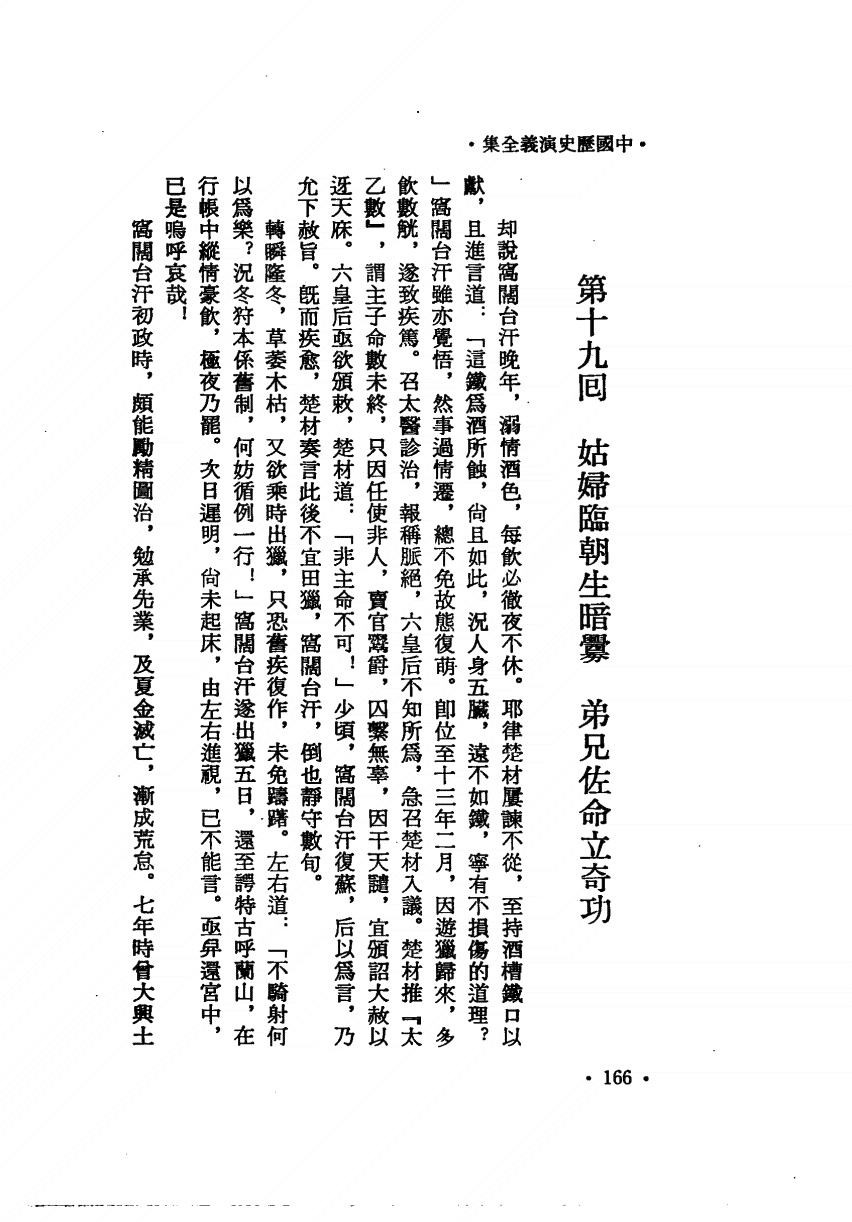 ·中國歷史演義全集·
第十九囘　姑婦臨朝生暗釁　弟兄佐命立奇功
却說窩闊台汗晚年，溺情酒色，每飲必徹夜不休。耶律楚材屢諫不從，至持酒槽鐵口以
獻，且進言道：「這鐵爲酒所蝕，尙且如此，況人身五臟，遠不如鐵，寧有不損傷的道理？
」窩闊台汗雖亦覺悟，然事過情遷，總不免故態復萌。卽位至十三年二月，因遊獵歸來，多
飲數觥，遂致疾篤。召太醫診治，報稱脈絕，六皇后不知所爲，急召楚材入議。楚材推『太
乙數』，謂主子命數未終，只因任使非人，賣官鬻爵，囚繫無辜，因干天譴，宜頒詔大赦以
迓天庥。六皇后亟欲頒敕，楚材道：「非主命不可！」少頃，窩闊台汗復蘇，后以爲言，乃
允下赦旨。旣而疾愈，楚材奏言此後不宜田獵，窩闊台汗，倒也靜守數旬。
轉瞬隆冬，草萎木枯，又欲乘時出獵，只恐舊疾復作，未免躊躇。左右道：「不騎射何
以爲樂？況冬狩本係舊制，何妨循例一行！」窩闊台汗遂出獵五日，還至諤特古呼蘭山，在
行帳中縱情豪飲，極夜乃罷。次日遲明，尙未起床，由左右進視，已不能言。亟舁還宮中，
已是嗚呼哀哉！
窩闊台汗初政時，頗能勵精圖治，勉承先業，及夏金滅亡，漸成荒怠。七年時曾大興土
·166·